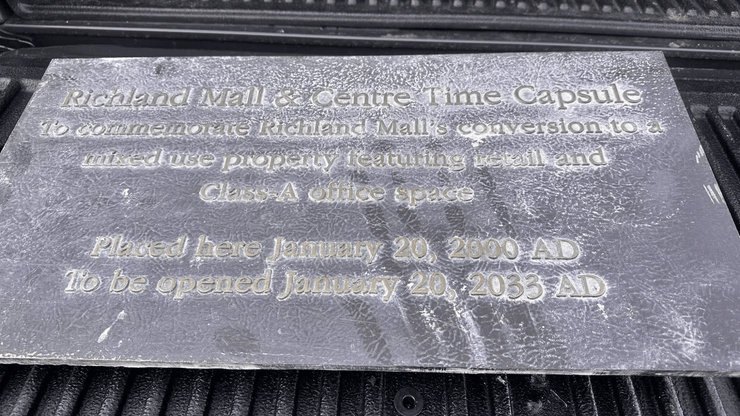 Richland Mall & Centre Time Capsule
To commemorate Richland Mall's conversion to a
mixed use property featuring retail and
Class-A office space
Placed here January 20, 2000 AD
To be opened January 20, 2033 AD